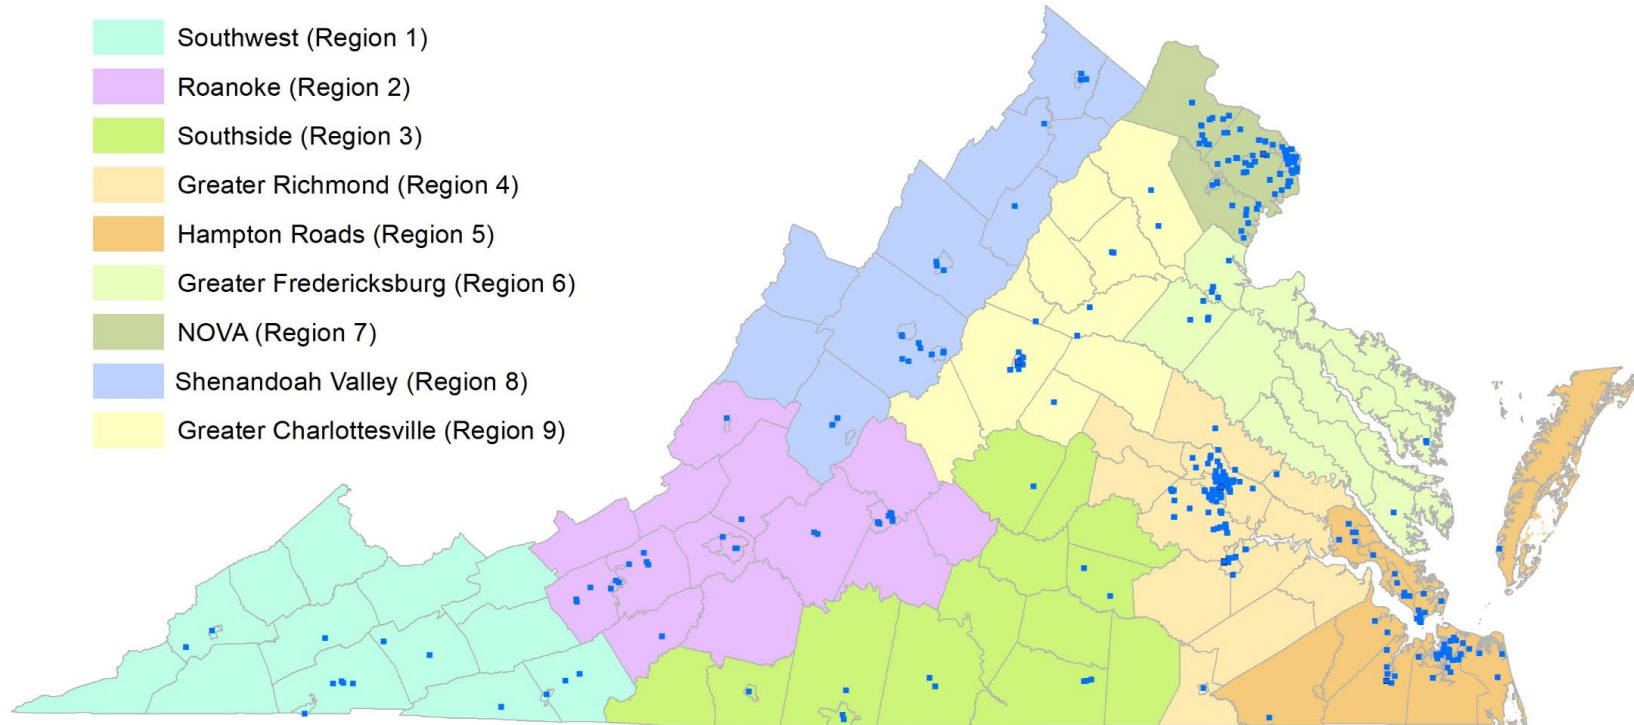 Southwest (Region 1)
Roanoke (Region 2)
Southside (Region 3)
Greater Richmond (Region 4)
Hampton Roads (Region 5)
Greater Fredericksburg (Region 6)
NOVA (Region 7)
Shenandoah Valley (Region 8)
Greater Charlottesville (Region 9)